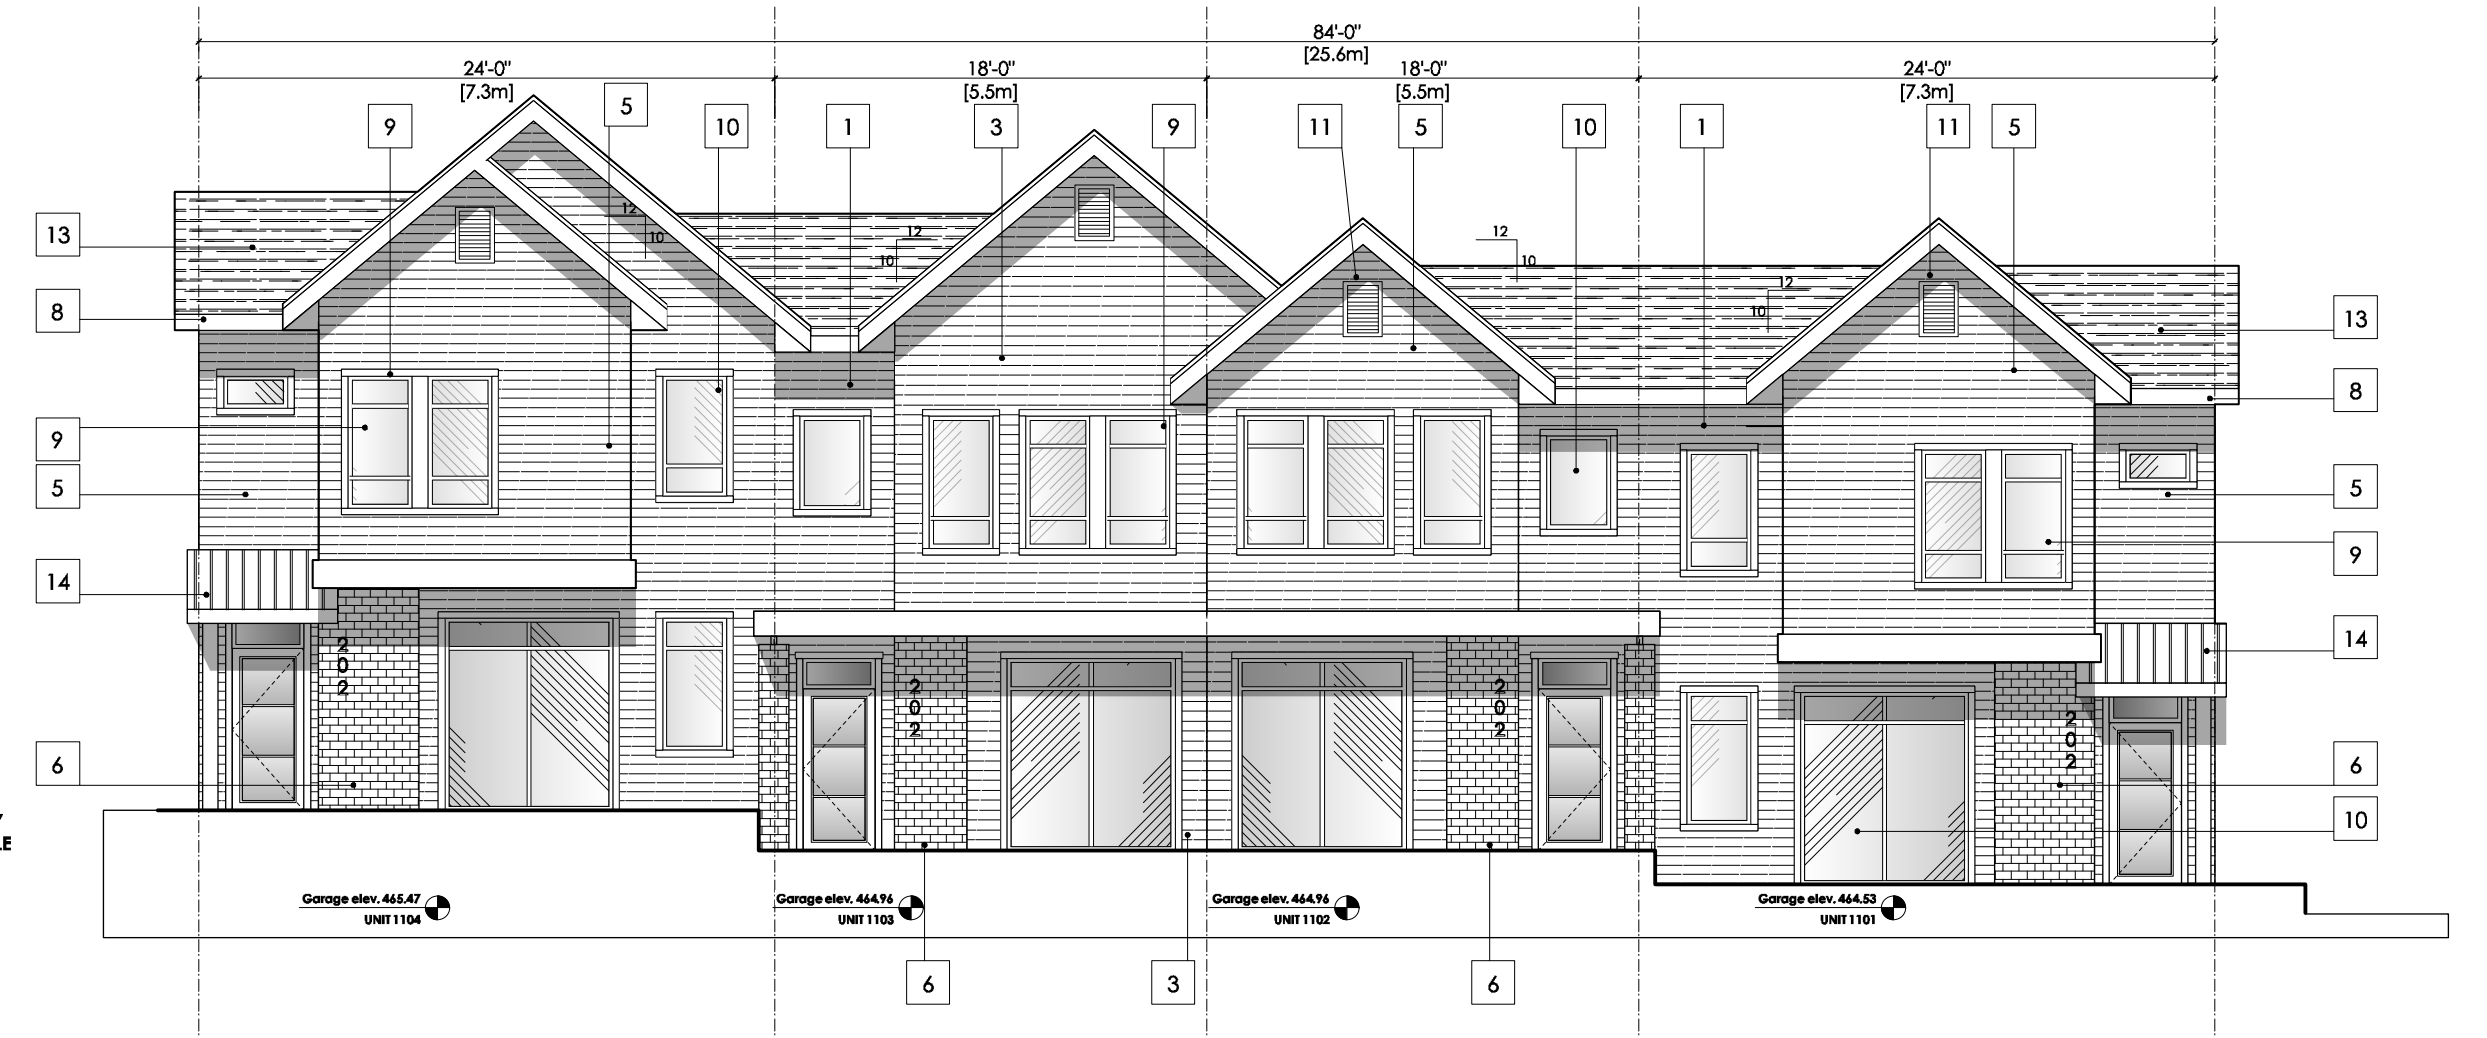 84'-0"
[25.6m]
24'-0" 18'-0" 18'-0" 24'-0"
[7.3m] [5.5m] [5.5m] [7.3m]
9 5 10 1 3 9 11 5 10 1 11 5
12
10
12
10
12
10
12
10
13
8
9
5
14
6
LE
13
8
5
9
14
6
10
2
0
2
2
0
2
2
0
2
2
0
2
Garage elev. 465.47
UNIT 1104
Garage elev. 464.96
UNIT 1103
Garage elev. 464.96
UNIT 1102
Garage elev. 464.53
UNIT 1101
6 3 6